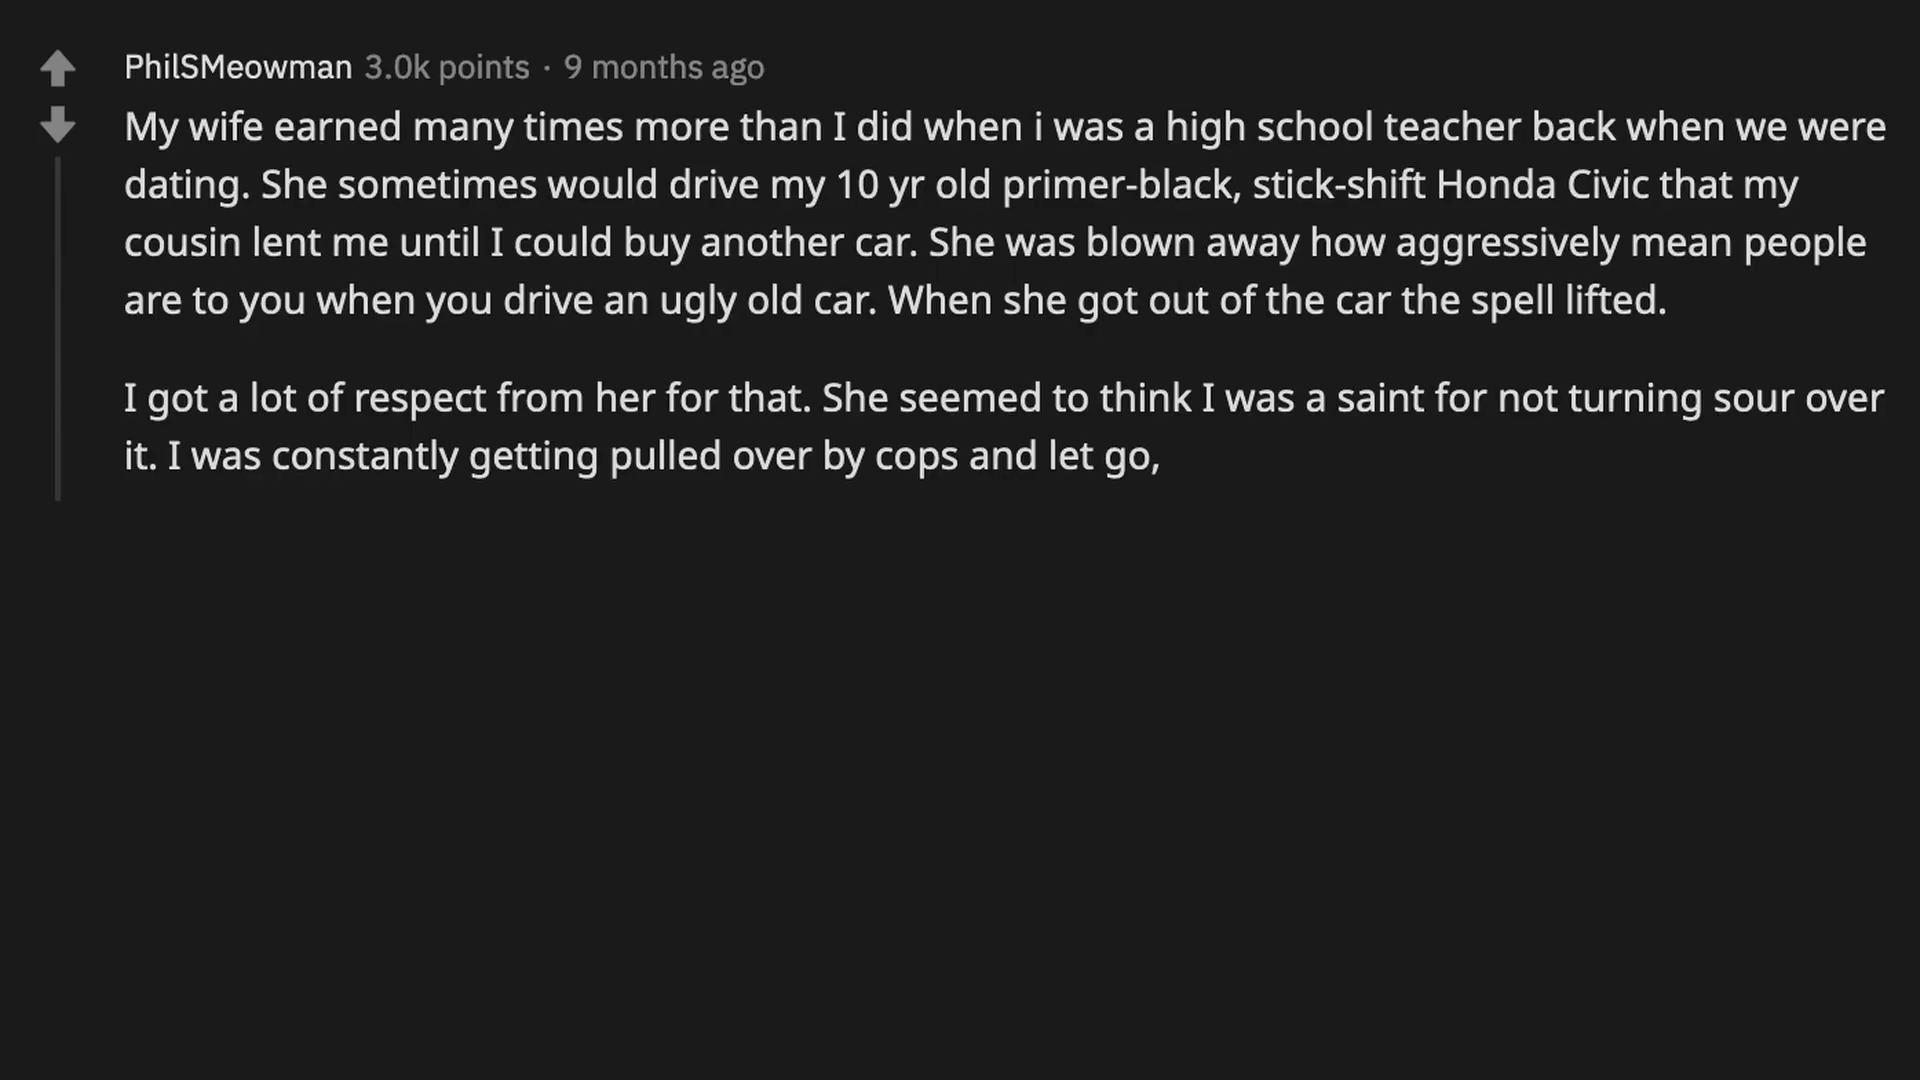 PhilSMeowman 3.0k points · 9 months ago
My wife earned many times more than I did when i was a high school teacher back when we were
dating. She sometimes would drive my 10 yr old primer-black, stick-shift Honda Civic that my
cousin lent me until I could buy another car. She was blown away how aggressively mean people
are to you when you drive an ugly old car. When she got out of the car the spell lifted.
I got a lot of respect from her for that. She seemed to think I was a saint for not turning sour over
it. I was constantly getting pulled over by cops and let go,